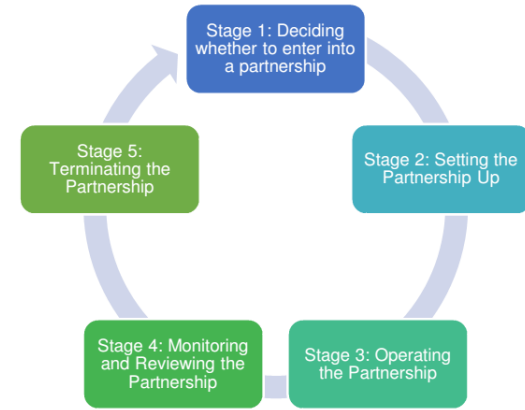 Stage 1: Deciding
whether to enter into
a partnership
Stage 2: Setting the
Partnership Up
Stage 3: Operating
the Partnership
Stage 4: Monitoring
and Reviewing the
Partnership
Stage 5:
Terminating the
Partnership